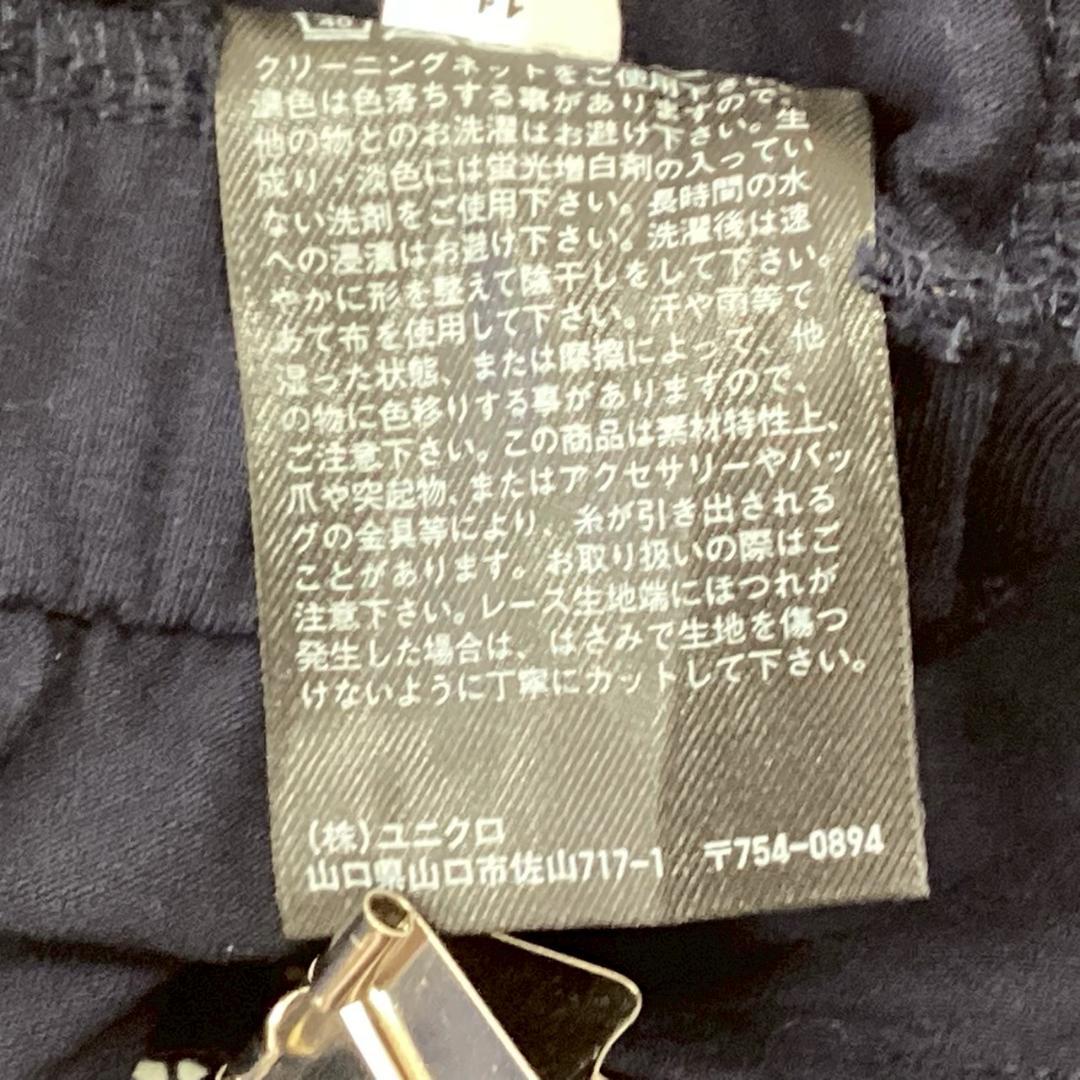 40
11
クリーニングネットをご使用下さい。
濃色は色落ちする事がありますので、
他の物とのお洗濯はお避け下さい。生
成り・淡色には蛍光増白剤の入ってい
ない洗剤をご使用下さい。長時間の水
への浸漬はお避け下さい。洗濯後は速
やかに形を整えて陰干しをして下さい。
あて布を使用して下さい。汗や雨等で
湿った状態、または摩擦によって、他
の物に色移りする事がありますので、
ご注意下さい。この商品は素材特性上、
爪や突起物、またはアクセサリーやバッ
グの金具等により、糸が引き出される
ことがあります。お取り扱いの際はご
注意下さい。レース生地端にほつれが
発生した場合は、はさみで生地を傷つ
けないように丁寧にカットして下さい。
(株)ユニクロ
山口県山口市佐山717-1 〒754-0894